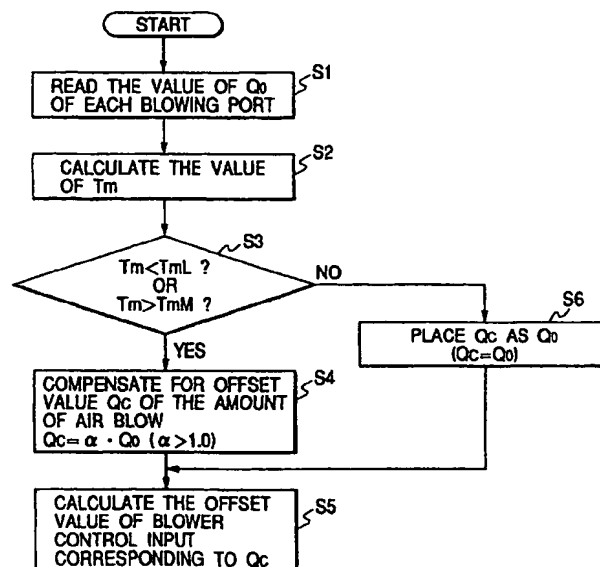 START
S1
READ THE VALUE OF Q0
OF EACH BLOWING PORT
S2
CALCULATE THE VALUE
OF Tm
S3
Tm<TmL ?
OR
Tm>TmM ?
NO
YES
S6
PLACE Qc AS Q0
(Qc=Q0)
S4
COMPENSATE FOR OFFSET
VALUE Qc OF THE AMOUNT
OF AIR BLOW
Qc= α · Q0 (α>1.0)
S5
CALCULATE THE OFFSET
VALUE OF BLOWER
CONTROL INPUT
CORRESPONDING TO Qc